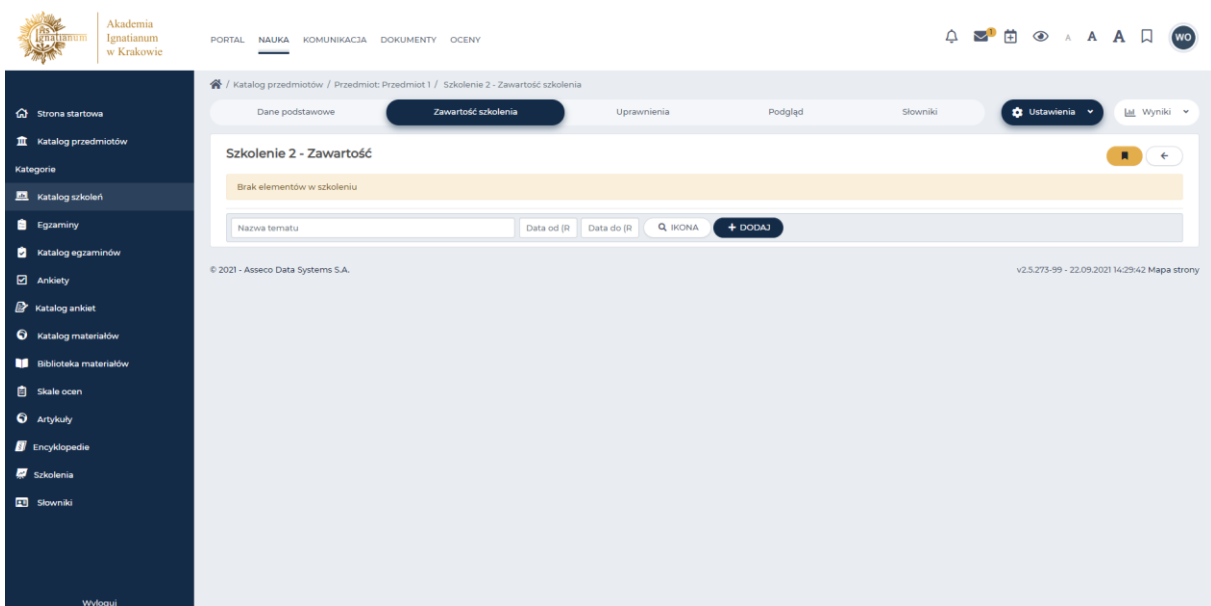 Ignatianum
Akademia
Ignatianum
w Krakowie
PORTAL NAUKA KOMUNIKACJA DOKUMENTY OCENY
1 A A A WO
/ Katalog przedmiotów / Przedmiot: Przedmiot 1 / Szkolenie 2 - Zawartość szkolenia
Dane podstawowe Zawartość szkolenia Uprawnienia Podgląd Słowniki Ustawienia Wyniki
Strona startowa
Katalog przedmiotów
Kategorie
Katalog szkoleń
Egzaminy
Katalog egzaminów
Ankiety
Katalog ankiet
Katalog materiałów
Biblioteka materiałów
Skale ocen
Artykuły
Encyklopedie
Szkolenia
Słowniki
Wyloguj
Szkolenie 2 - Zawartość
Brak elementów w szkoleniu
Nazwa tematu Data od (R Data do (R IKONA + DODAJ
© 2021 - Asseco Data Systems S.A. v2.5.273-99 - 22.09.2021 14:29:42 Mapa strony